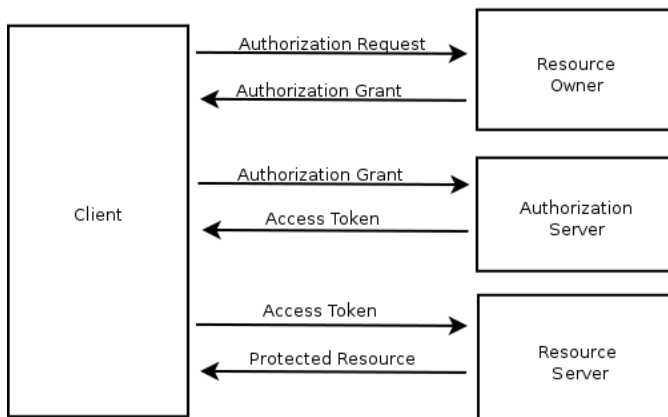 Authorization Request
Resource
Owner
Authorization Grant
Authorization Grant
Client
Authorization
Server
Access Token
Access Token
Resource
Server
Protected Resource